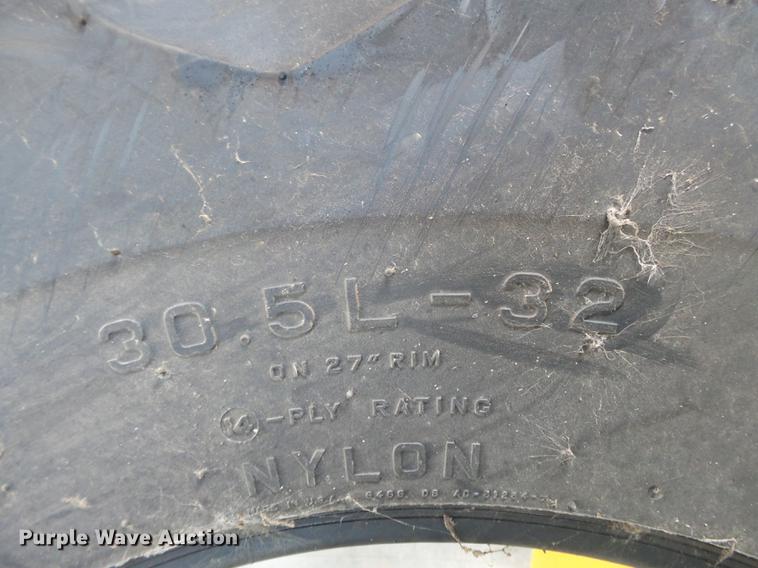 30.5L-32
ON 27" RIM
14-PLY RATING
NYLON
Purple Wave Auction